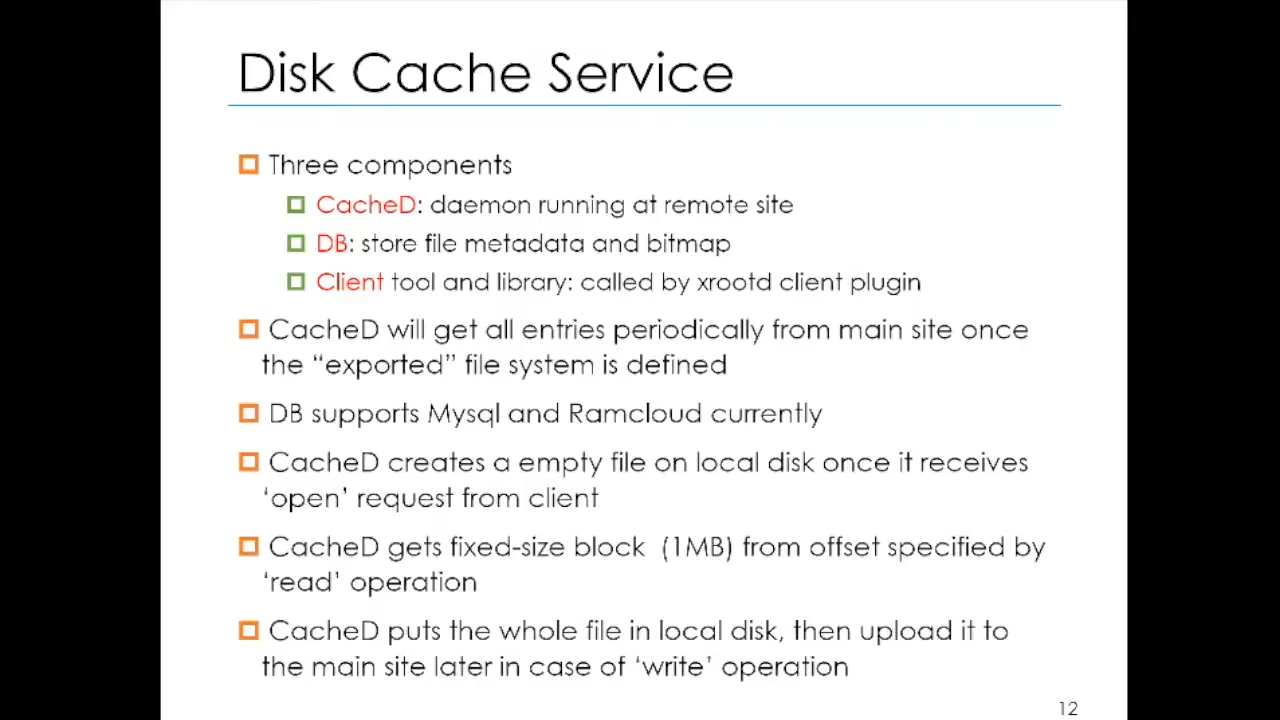 Disk Cache Service
Three components
CacheD: daemon running at remote site
DB: store file metadata and bitmap
Client tool and library: called by xrootd client plugin
CacheD will get all entries periodically from main site once
the “exported” file system is defined
DB supports Mysql and Ramcloud currently
CacheD creates a empty file on local disk once it receives
‘open’ request from client
CacheD gets fixed-size block (1MB) from offset specified by
‘read’ operation
CacheD puts the whole file in local disk, then upload it to
the main site later in case of ‘write’ operation
12